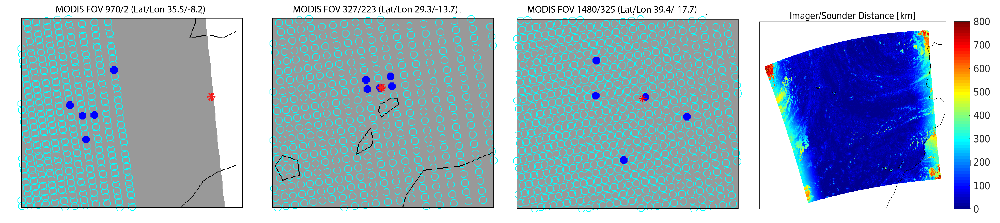 MODIS FOV 970/2 (Lat/Lon 35.5/-8.2)
MODIS FOV 327/223 (Lat/Lon 29.3/-13.7)
MODIS FOV 1480/325 (Lat/Lon 39.4/-17.7)
Imager/Sounder Distance [km]
800
700
600
500
400
300
200
100
0